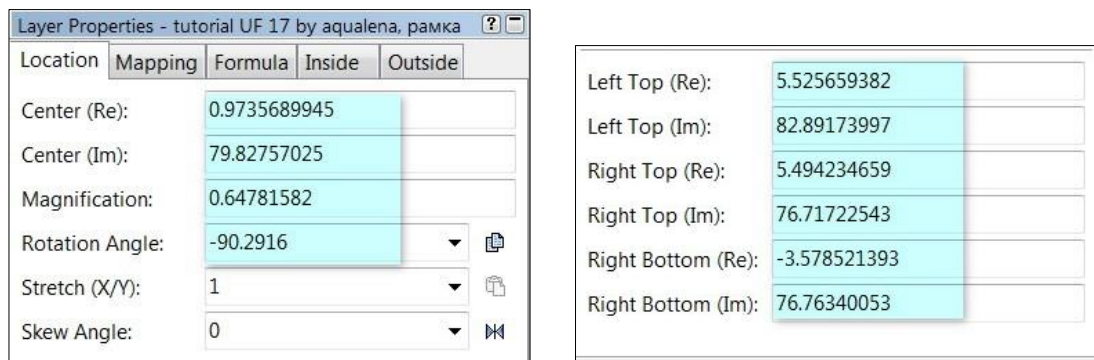 Layer Properties - tutorial UF 17 by aqualena, рамка
Location Mapping Formula Inside Outside
Center (Re): 0.9735689945
Center (Im): 79.82757025
Magnification: 0.64781582
Rotation Angle: -90.2916
Stretch (X/Y): 1
Skew Angle: 0
Left Top (Re): 5.525659382
Left Top (Im): 82.89173997
Right Top (Re): 5.494234659
Right Top (Im): 76.71722543
Right Bottom (Re): -3.578521393
Right Bottom (Im): 76.76340053